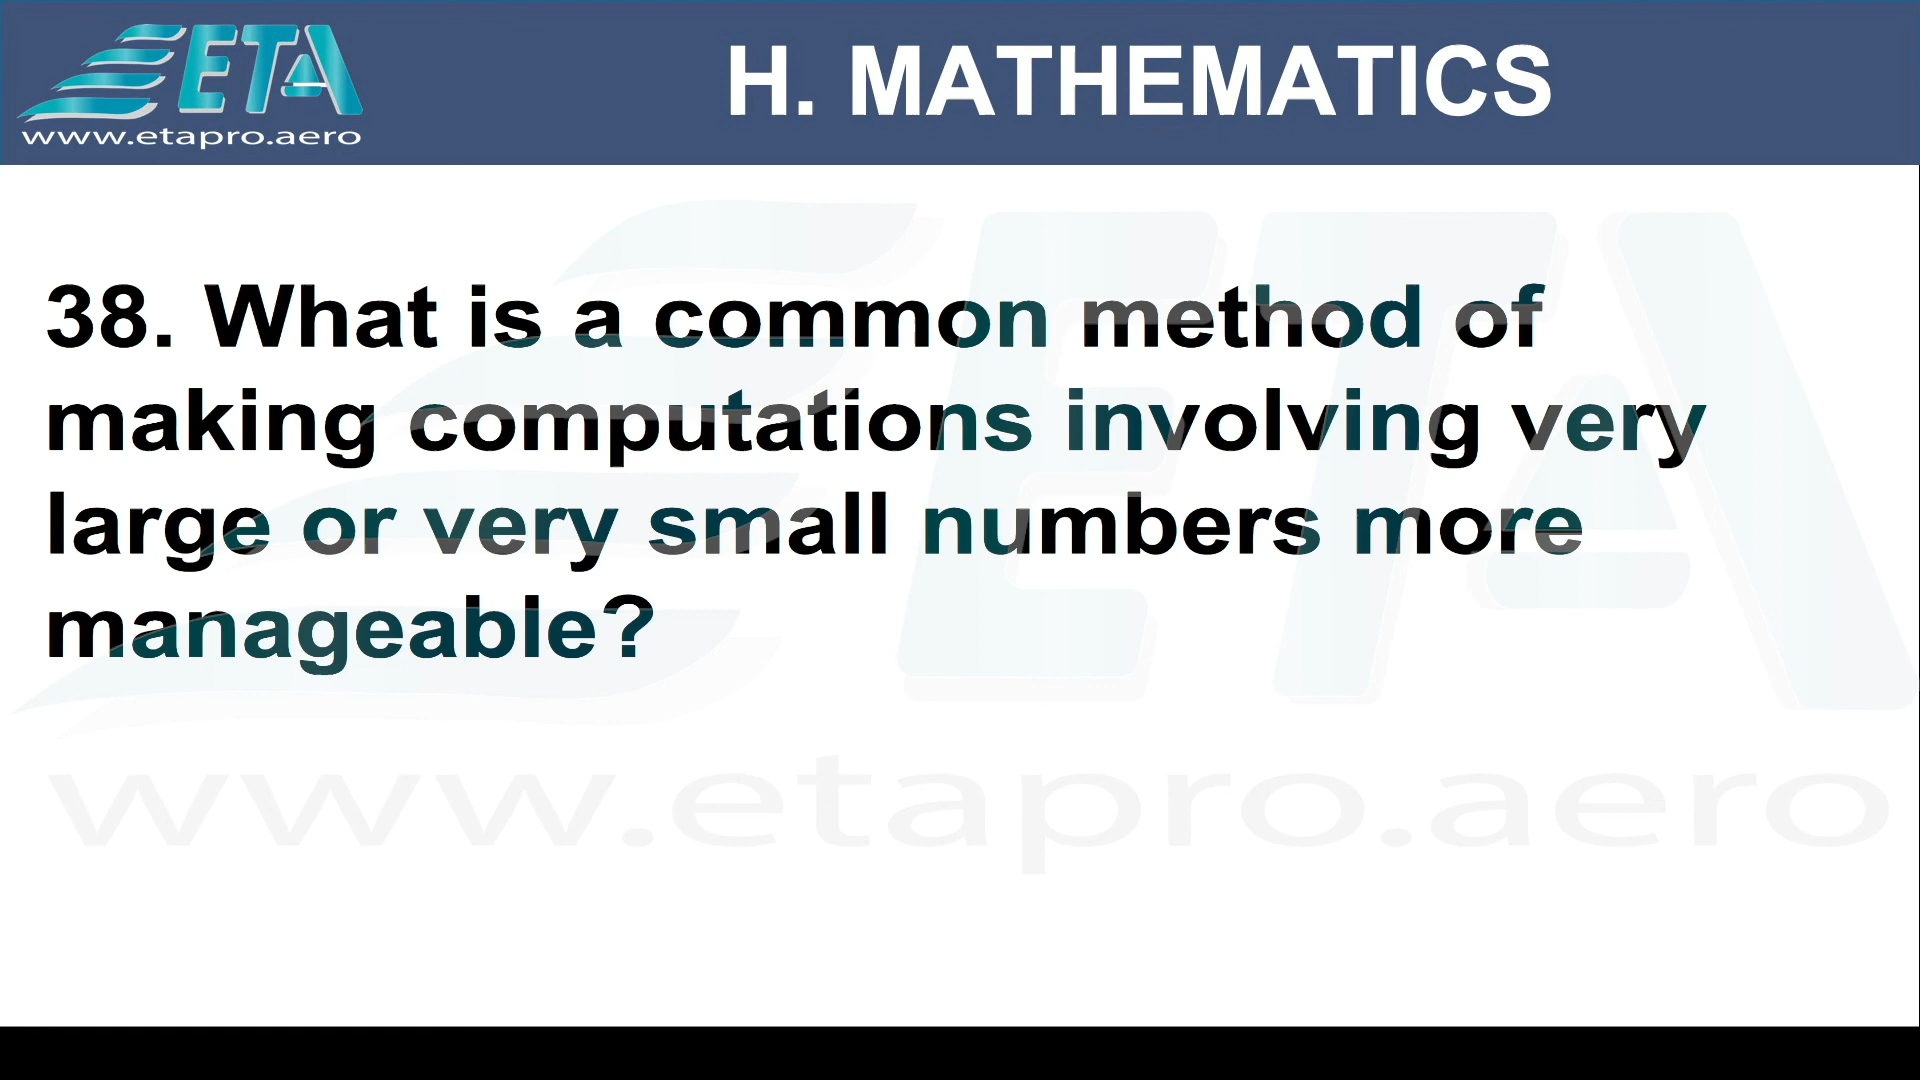 ETA
www.etapro.aero
H. MATHEMATICS
38. What is a common method of
making computations involving very
large or very small numbers more
manageable?
ETA
www.etapro.aero